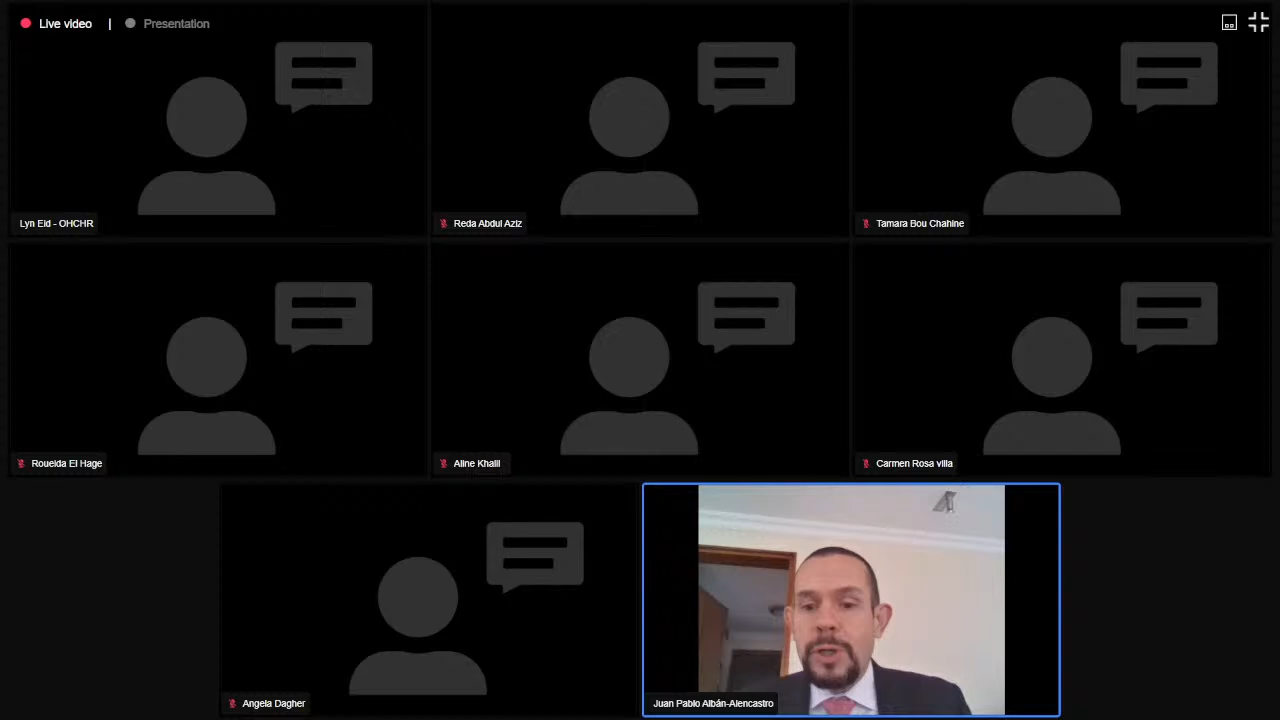 Live video | Presentation
Lyn Eid - OHCHR
Reda Abdul Aziz
Tamara Bou Chahine
Roueida El Hage
Aline Khalil
Carmen Rosa villa
Angela Dagher
Juan Pablo Albán-Alencastro